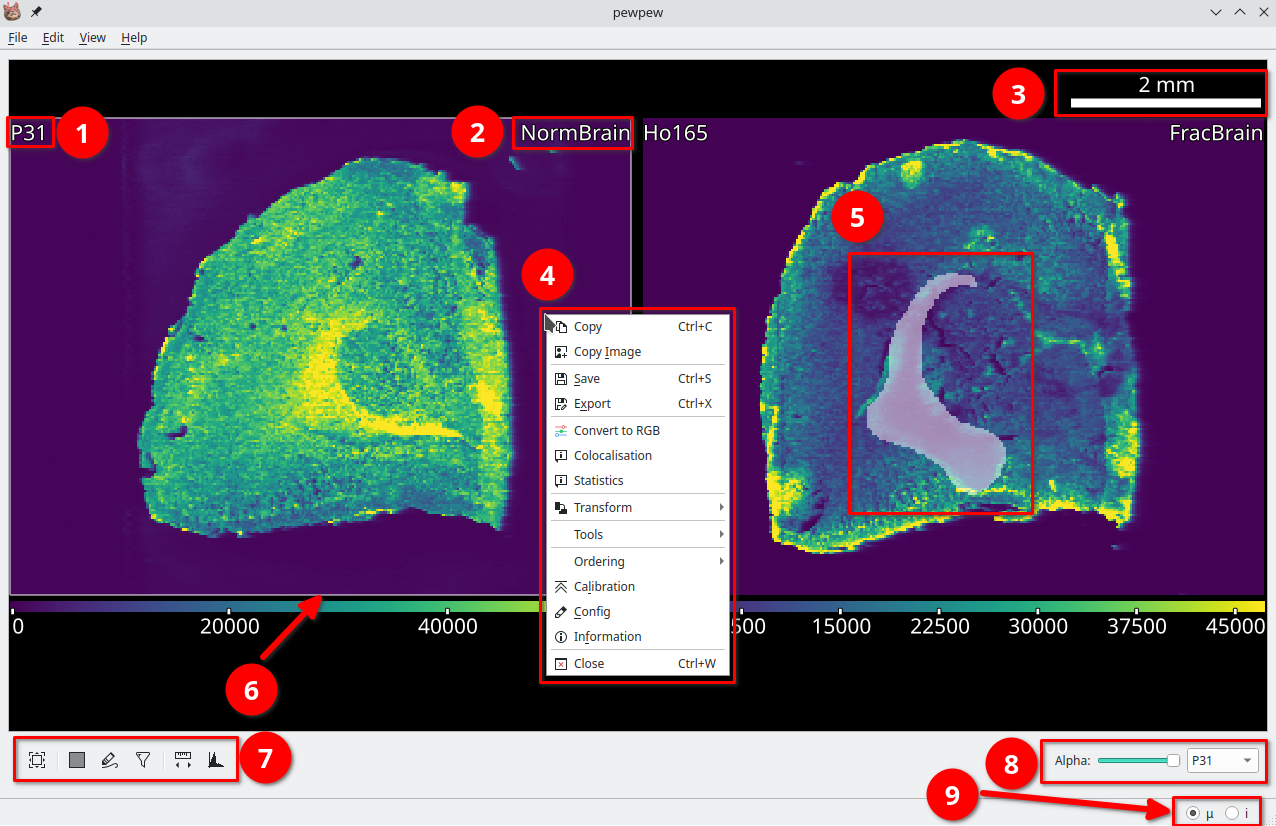 pewpew
File Edit View Help
3 2 mm
P31 1 2 NormBrain Ho165 FracBrain
5
4
Copy Ctrl+C
Copy Image
Save Ctrl+S
Export Ctrl+X
Convert to RGB
Colocalisation
Statistics
Transform
Tools
Ordering
Calibration
Config
Information
Close Ctrl+W
0 20000 40000 500 15000 22500 30000 37500 45000
6
7 8 Alpha: P31
9 µ i